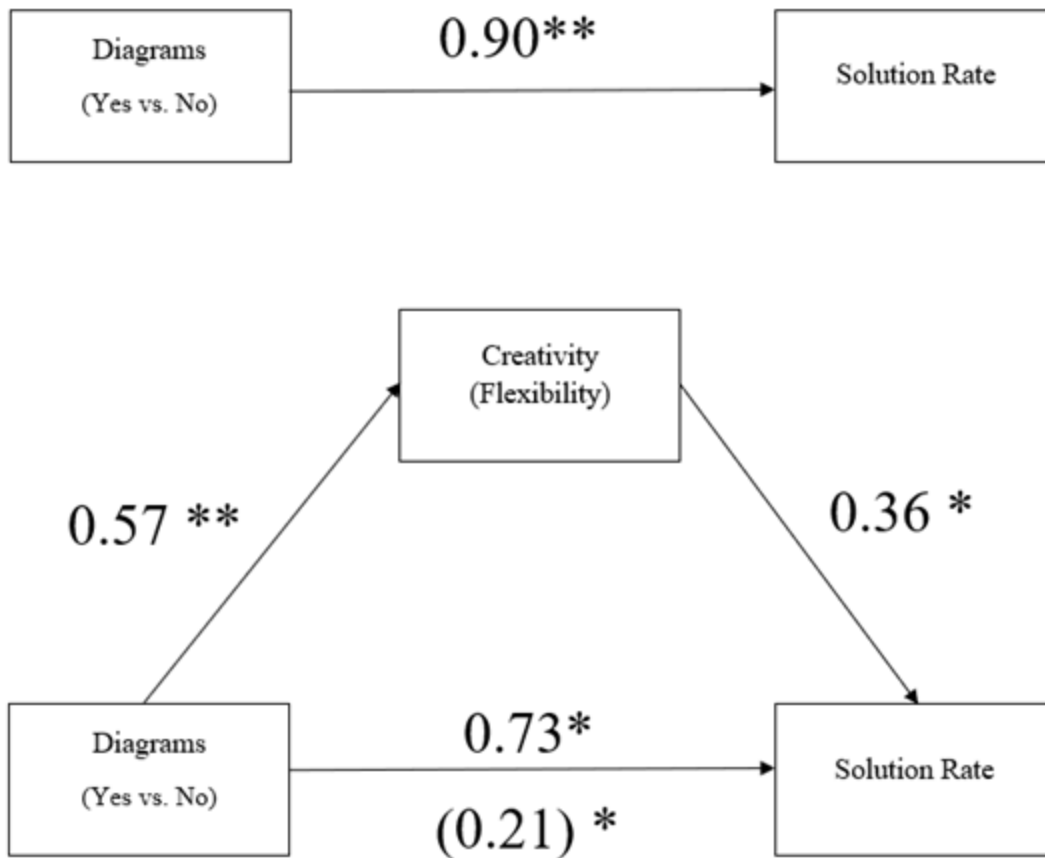 0.90**
Diagrams
(Yes vs. No)
Solution Rate
Creativity
(Flexibility)
0.57 **
0.36 *
Diagrams
(Yes vs. No)
0.73*
Solution Rate
(0.21) *